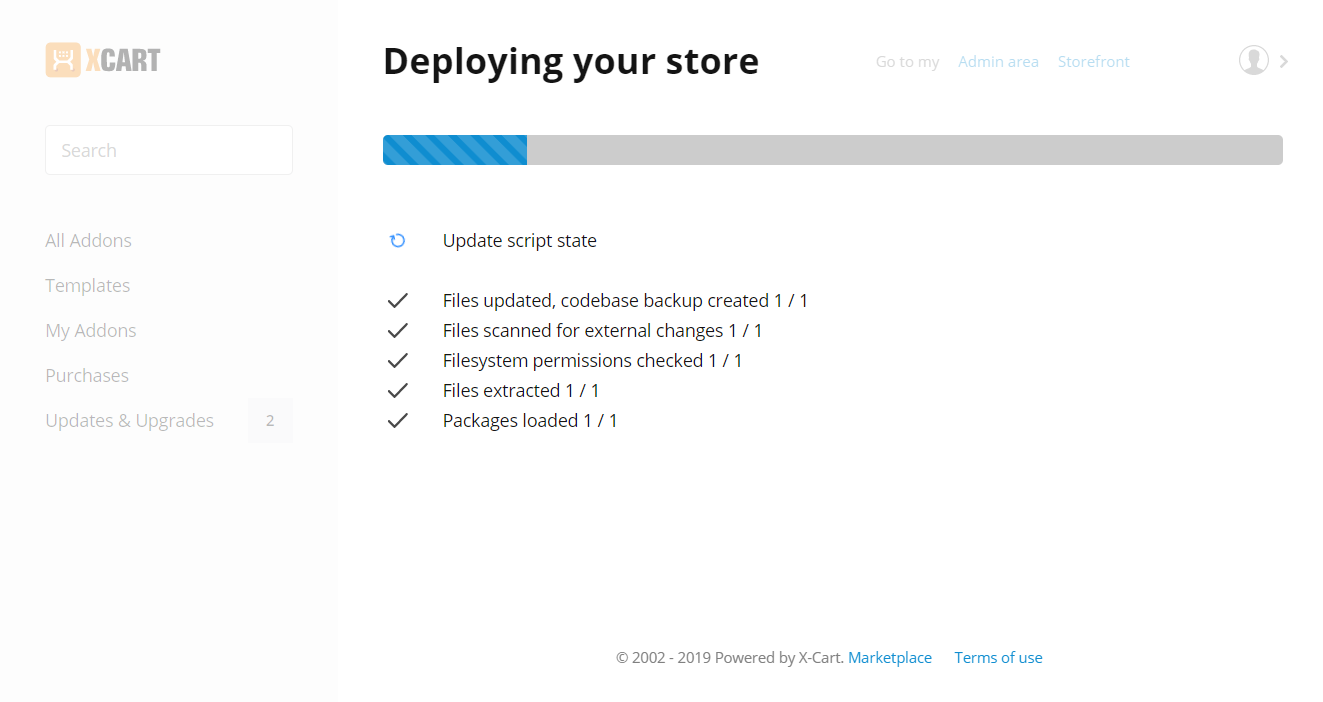 XCART
Search
All Addons
Templates
My Addons
Purchases
Updates & Upgrades 2
Deploying your store
Go to my Admin area Storefront
Update script state
Files updated, codebase backup created 1 / 1
Files scanned for external changes 1 / 1
Filesystem permissions checked 1 / 1
Files extracted 1 / 1
Packages loaded 1 / 1
© 2002 - 2019 Powered by X-Cart. Marketplace Terms of use